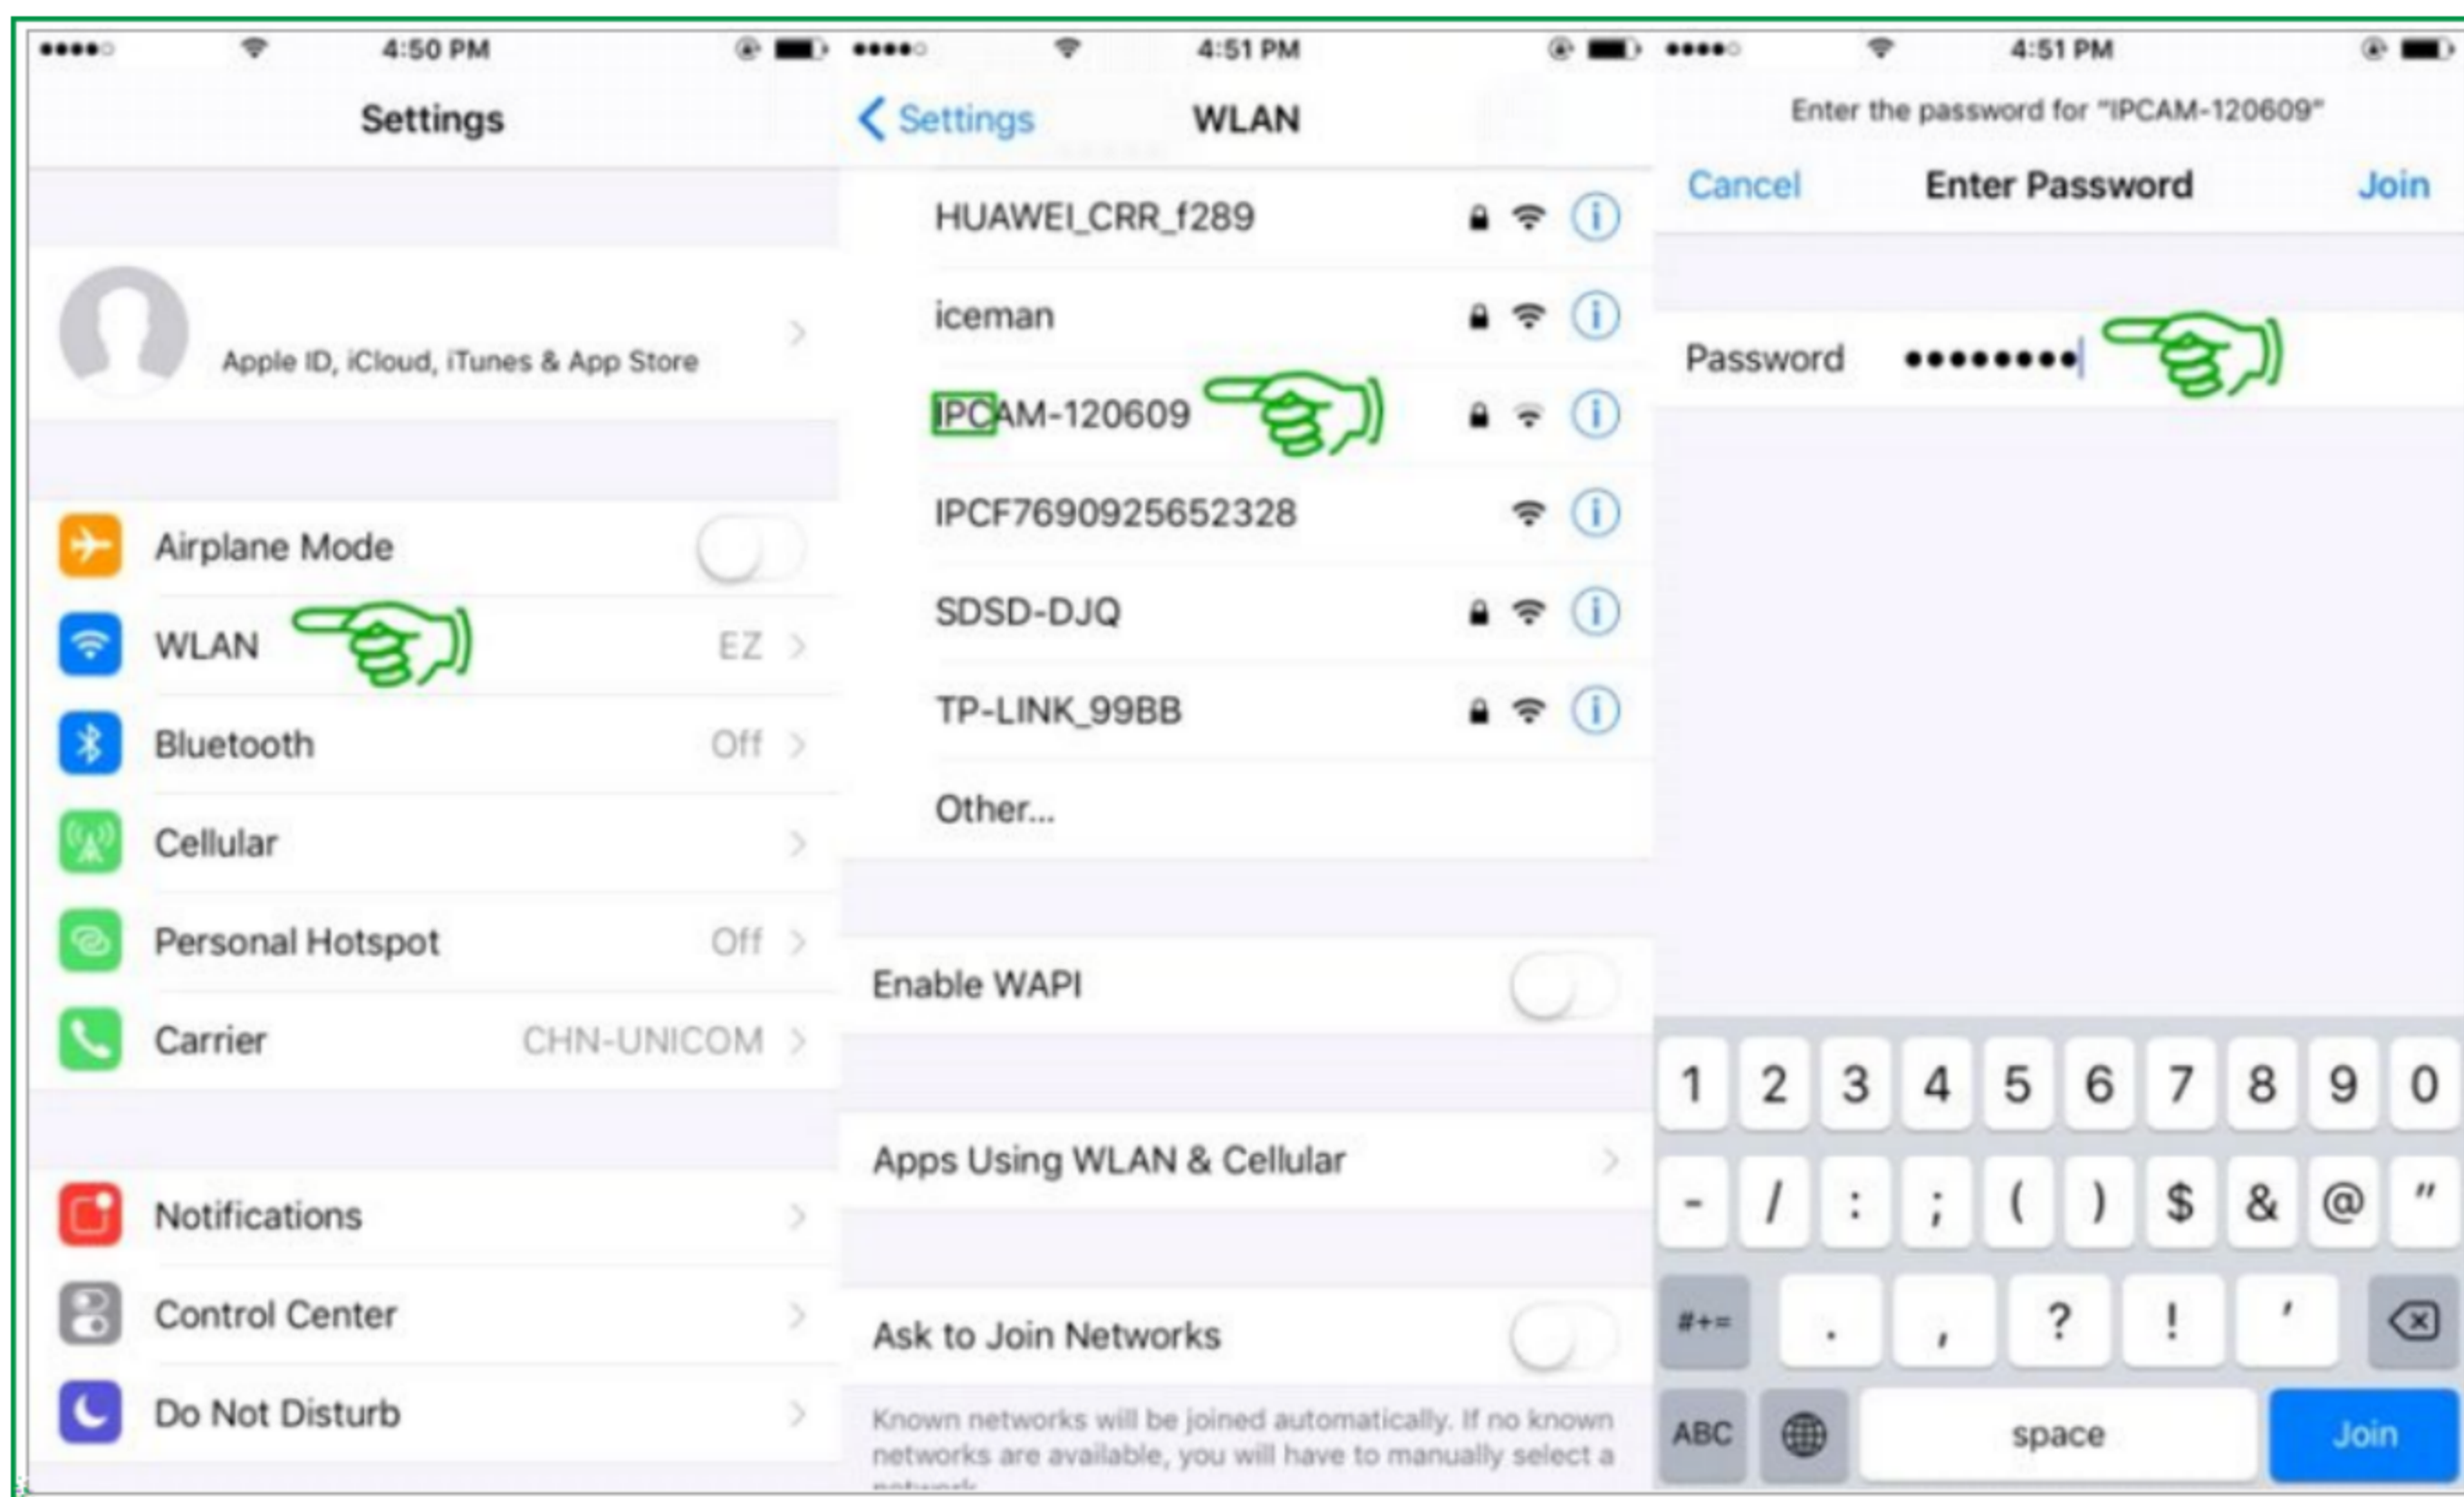 4:50 PM
Settings
Apple ID, iCloud, iTunes & App Store
Airplane Mode
WLAN EZ
Bluetooth Off
Cellular
Personal Hotspot Off
Carrier CHN-UNICOM
Notifications
Control Center
Do Not Disturb
4:51 PM
Settings WLAN
HUAWEI_CRR_f289
iceman
IPCAM-120609
IPCF7690925652328
SDSD-DJQ
TP-LINK_99BB
Other...
Enable WAPI
Apps Using WLAN & Cellular
Ask to Join Networks
Known networks will be joined automatically. If no known
networks are available, you will have to manually select a
4:51 PM
Enter the password for "IPCAM-120609"
Cancel Enter Password Join
Password ••••••••
1 2 3 4 5 6 7 8 9 0
- / : ; ( ) $ & @ "
#+= . , ? ! '
ABC space Join